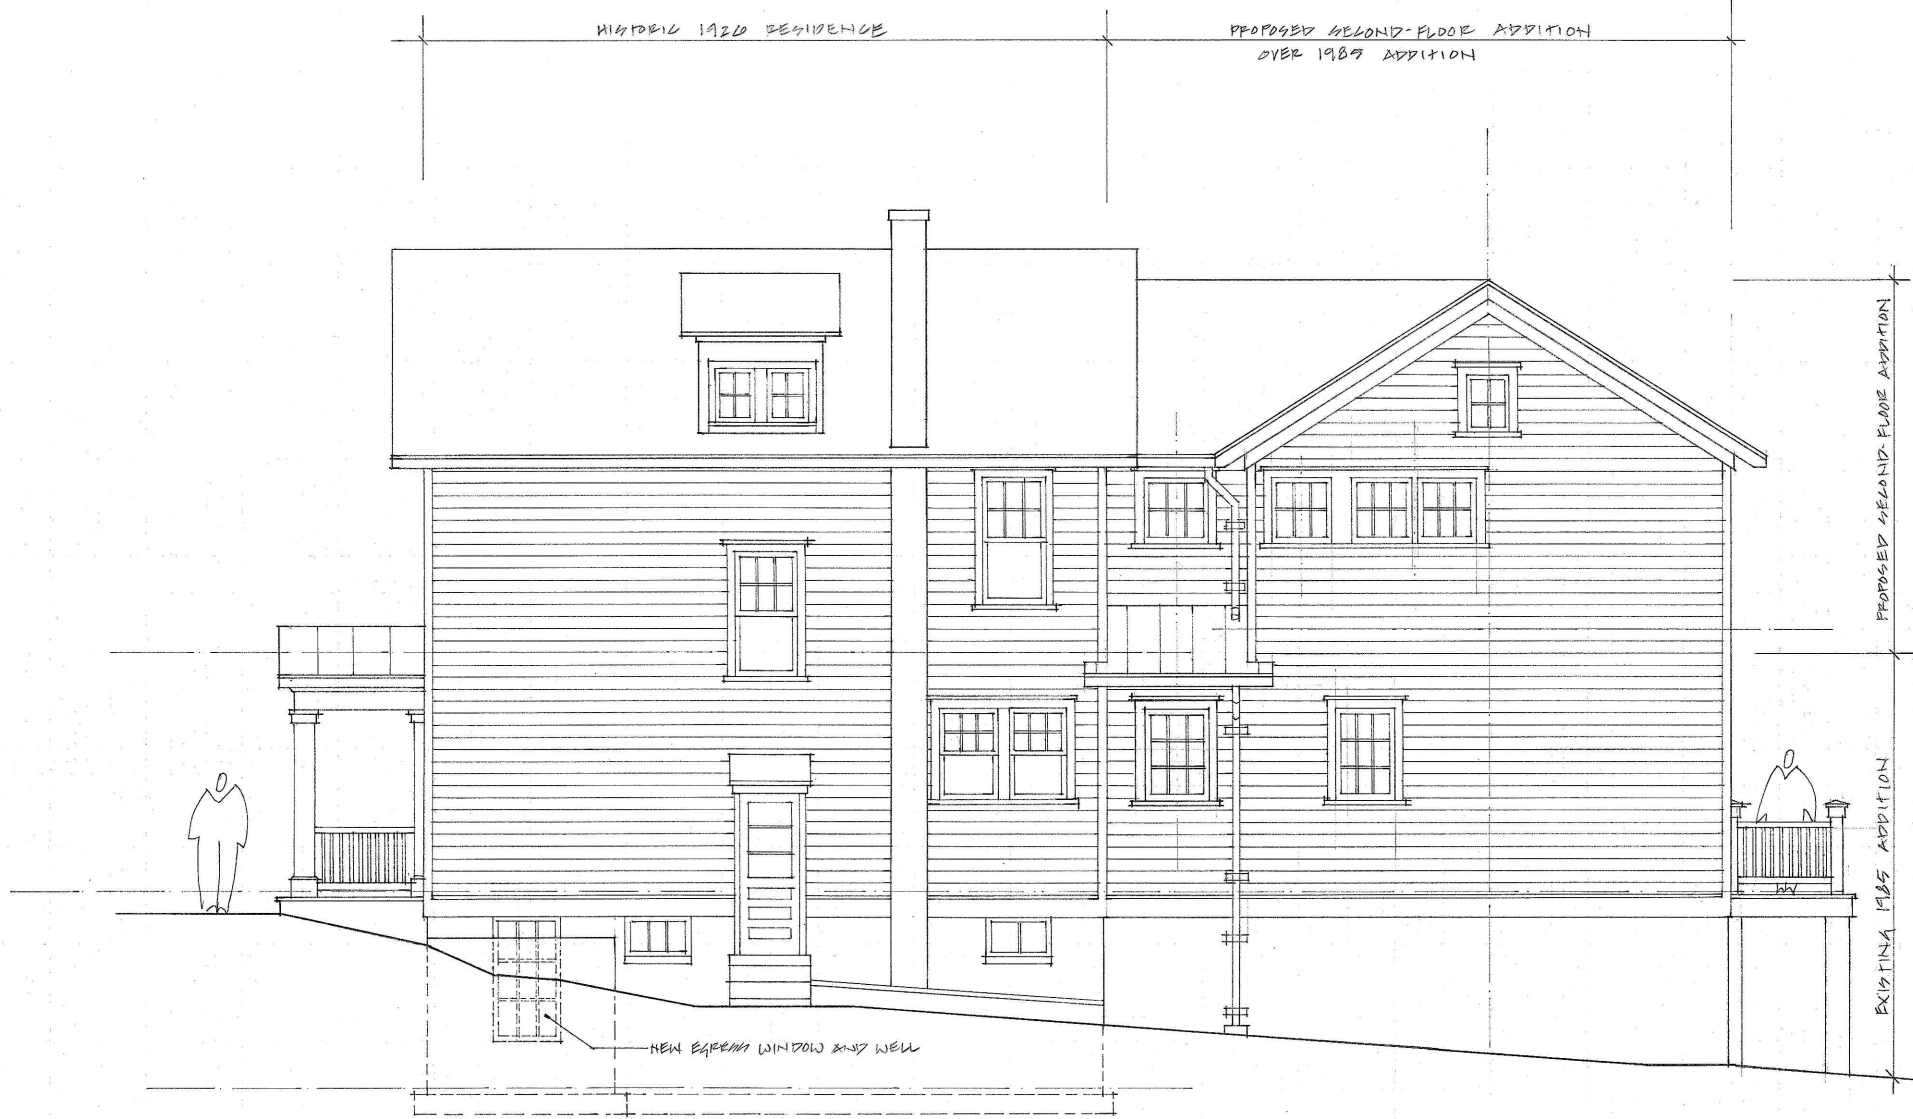 HISTORIC 1926 RESIDENCE
PROPOSED SECOND-FLOOR ADDITION
OVER 1985 ADDITION
PROPOSED SECOND-FLOOR ADDITION
EXISTING 1985 ADDITION
NEW EGRESS WINDOW AND WELL